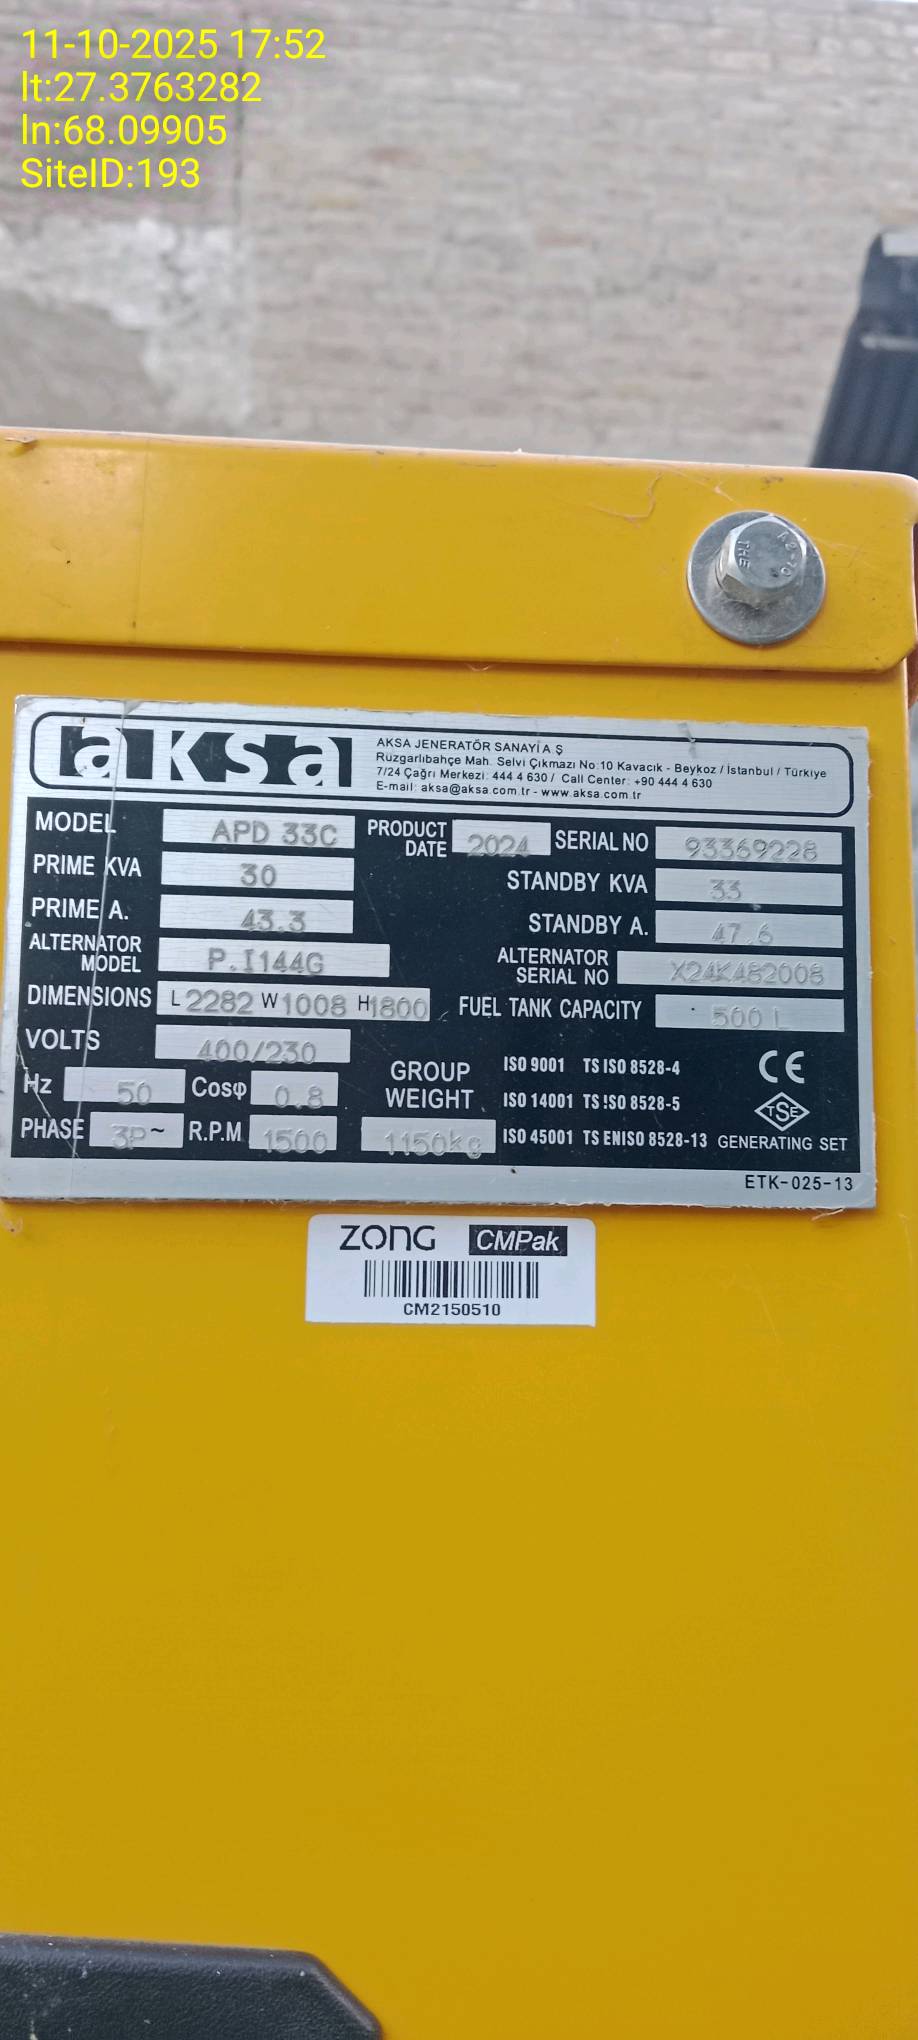 11-10-2025 17:52
lt:27.3763282
ln:68.09905
SiteID:193
A2-70
THE
aksa
AKSA JENERATÖR SANAYİ A Ş
Rüzgarlıbahçe Mah. Selvi Çıkmazı No:10 Kavacık - Beykoz / İstanbul / Türkiye
7/24 Çağrı Merkezi: 444 4 630 / Call Center: +90 444 4 630
E-mail: aksa@aksa.com.tr - www.aksa.com.tr
MODEL APD 33C PRODUCT DATE 2024 SERIAL NO 93369228
PRIME KVA 30 STANDBY KVA 33
PRIME A. 43.3 STANDBY A. 47.6
ALTERNATOR MODEL P.I144G ALTERNATOR SERIAL NO X24K482008
DIMENSIONS L 2282 W 1008 H 1800 FUEL TANK CAPACITY 500 L
VOLTS 400/230
Hz 50 Cosφ 0.8
PHASE 3P~ R.P.M 1500
GROUP WEIGHT 1150kg
ISO 9001 TS ISO 8528-4
ISO 14001 TS ISO 8528-5
ISO 45001 TS EN ISO 8528-13
CE
TSE
GENERATING SET
ETK-025-13
ZONG CMPak
CM2150510